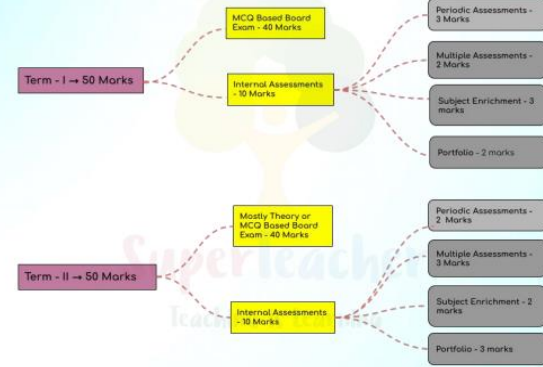 Term - I → 50 Marks
MCQ Based Board
Exam - 40 Marks
Internal Assessments
- 10 Marks
Periodic Assessments -
3 Marks
Multiple Assessments -
2 Marks
Subject Enrichment - 3
marks
Portfolio - 2 marks
Term - II → 50 Marks
Mostly Theory or
MCQ Based Board
Exam - 40 Marks
Internal Assessments
- 10 Marks
Periodic Assessments -
2 Marks
Multiple Assessments -
3 Marks
Subject Enrichment - 2
marks
Portfolio - 3 marks
SuperTeacher